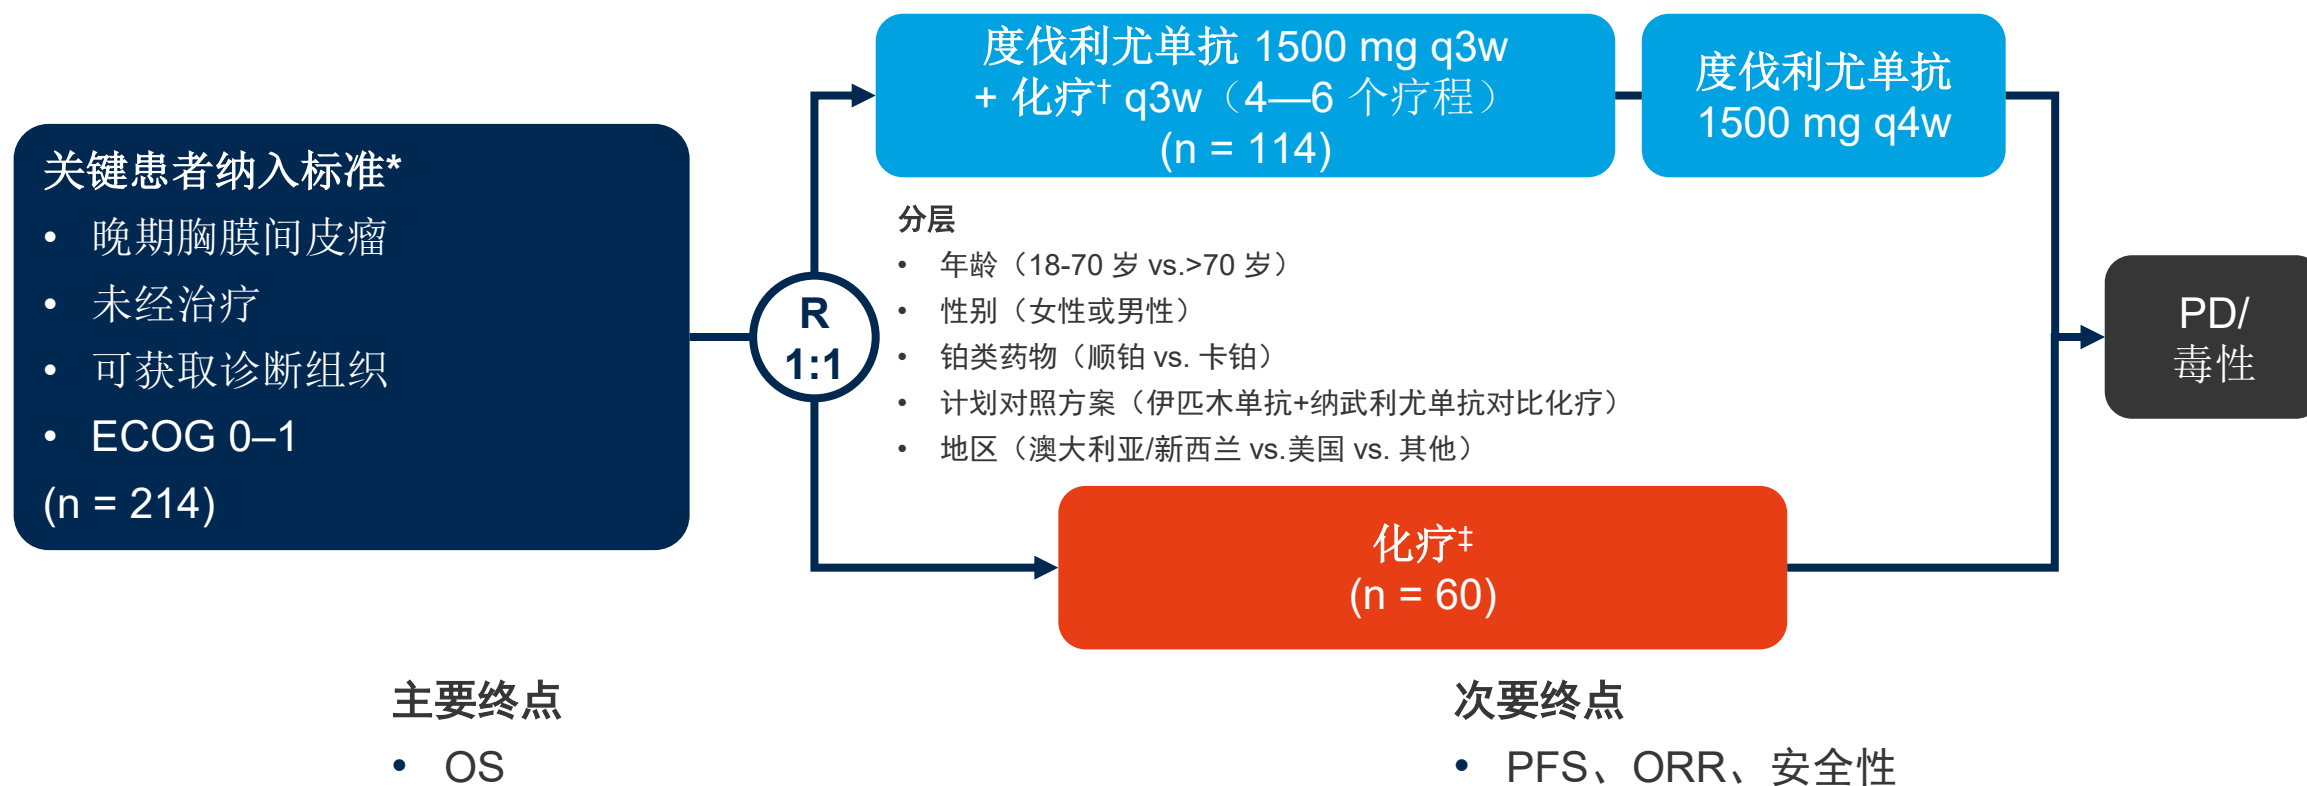 关键患者纳入标准*
• 晚期胸膜间皮瘤
• 未经治疗
• 可获取诊断组织
• ECOG 0–1
(n = 214)
R
1:1
度伐利尤单抗 1500 mg q3w
+ 化疗† q3w（4—6 个疗程）
(n = 114)
度伐利尤单抗
1500 mg q4w
分层
• 年龄（18-70 岁 vs.>70 岁）
• 性别（女性或男性）
• 铂类药物（顺铂 vs. 卡铂）
• 计划对照方案（伊匹木单抗+纳武利尤单抗对比化疗）
• 地区（澳大利亚/新西兰 vs.美国 vs. 其他）
化疗‡
(n = 60)
PD/
毒性
主要终点
• OS
次要终点
• PFS、ORR、安全性